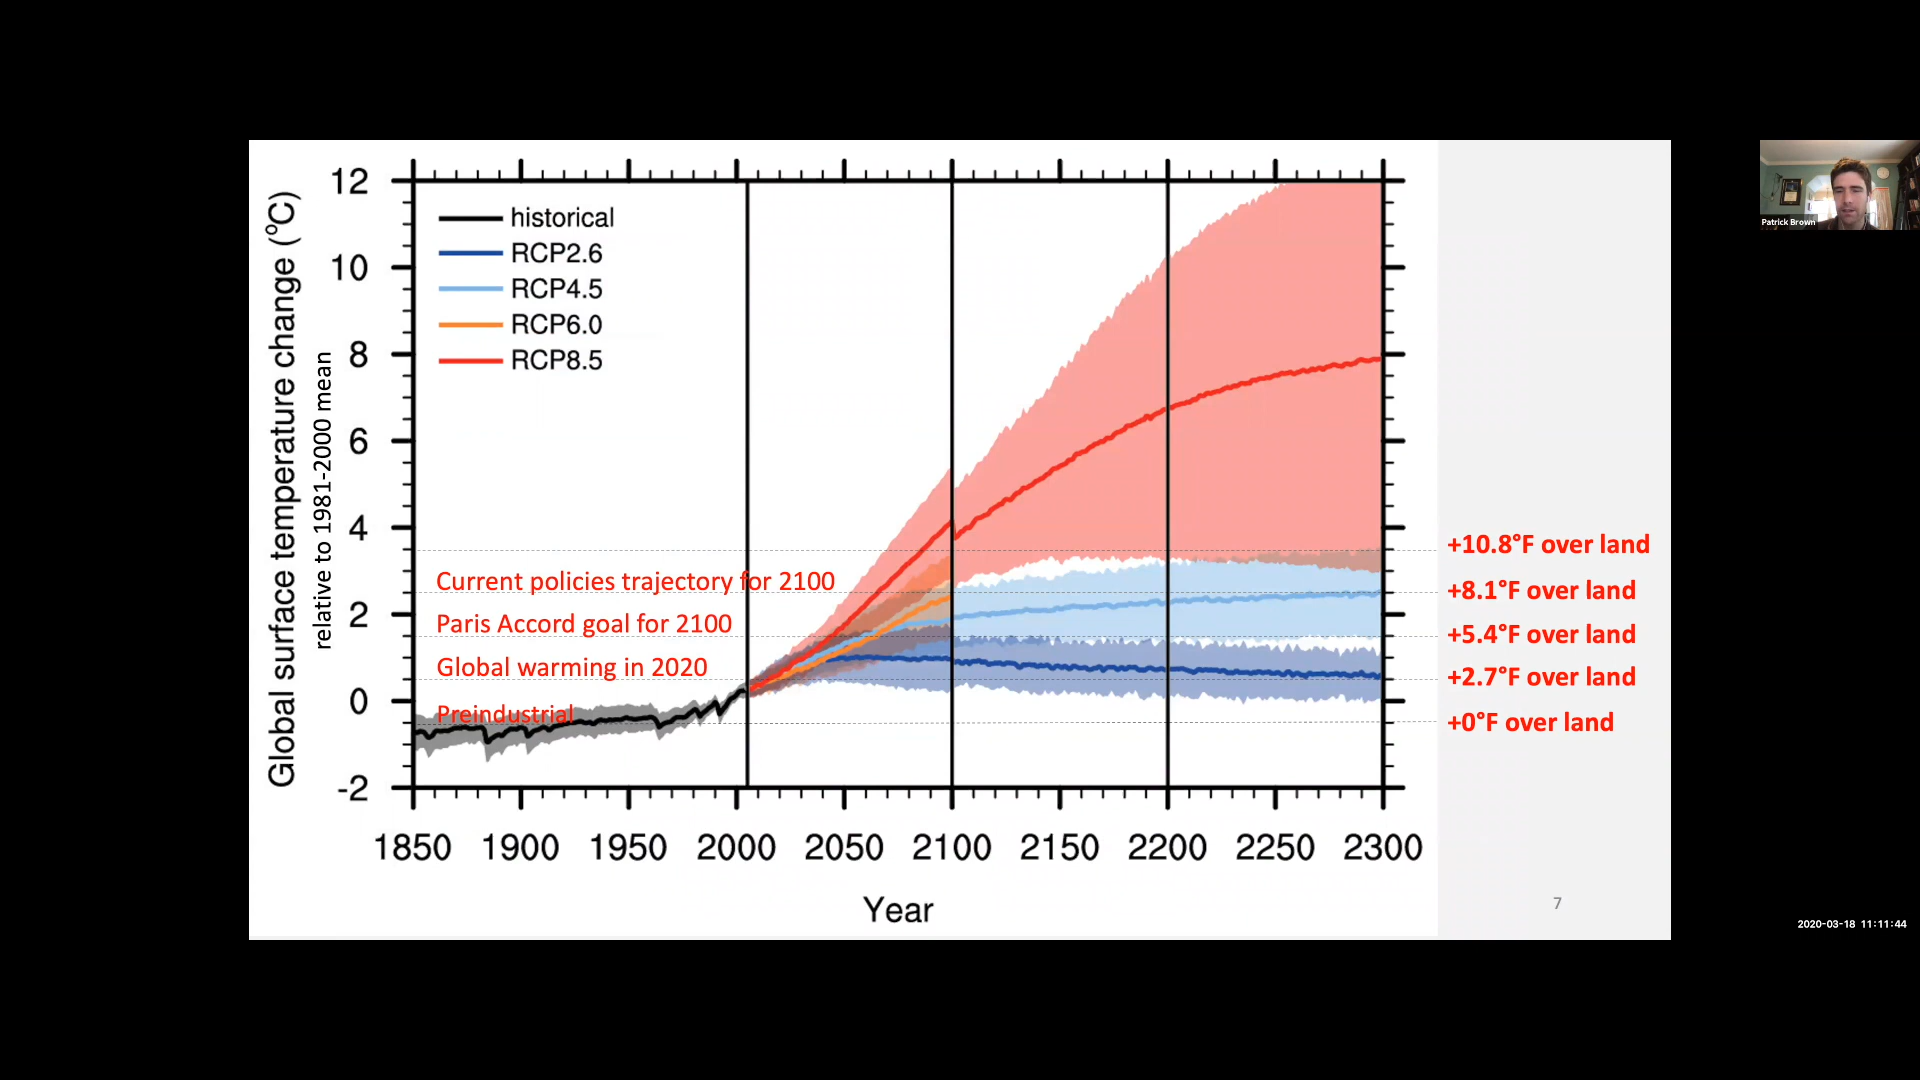 Global surface temperature change (°C)
relative to 1981-2000 mean
12
10
8
6
4
2
0
-2
historical
RCP2.6
RCP4.5
RCP6.0
RCP8.5
Current policies trajectory for 2100
Paris Accord goal for 2100
Global warming in 2020
Preindustrial
+10.8°F over land
+8.1°F over land
+5.4°F over land
+2.7°F over land
+0°F over land
1850 1900 1950 2000 2050 2100 2150 2200 2250 2300
Year
7
Patrick Brown
2020-03-18 11:11:44